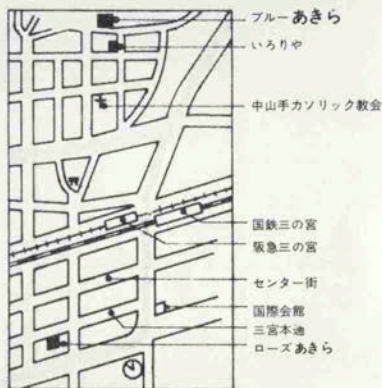 ブルーあきら
いろりや
中山手カソリック教会
国鉄三の宮
阪急三の宮
センター街
国際会館
三宮本通
ローズあきら